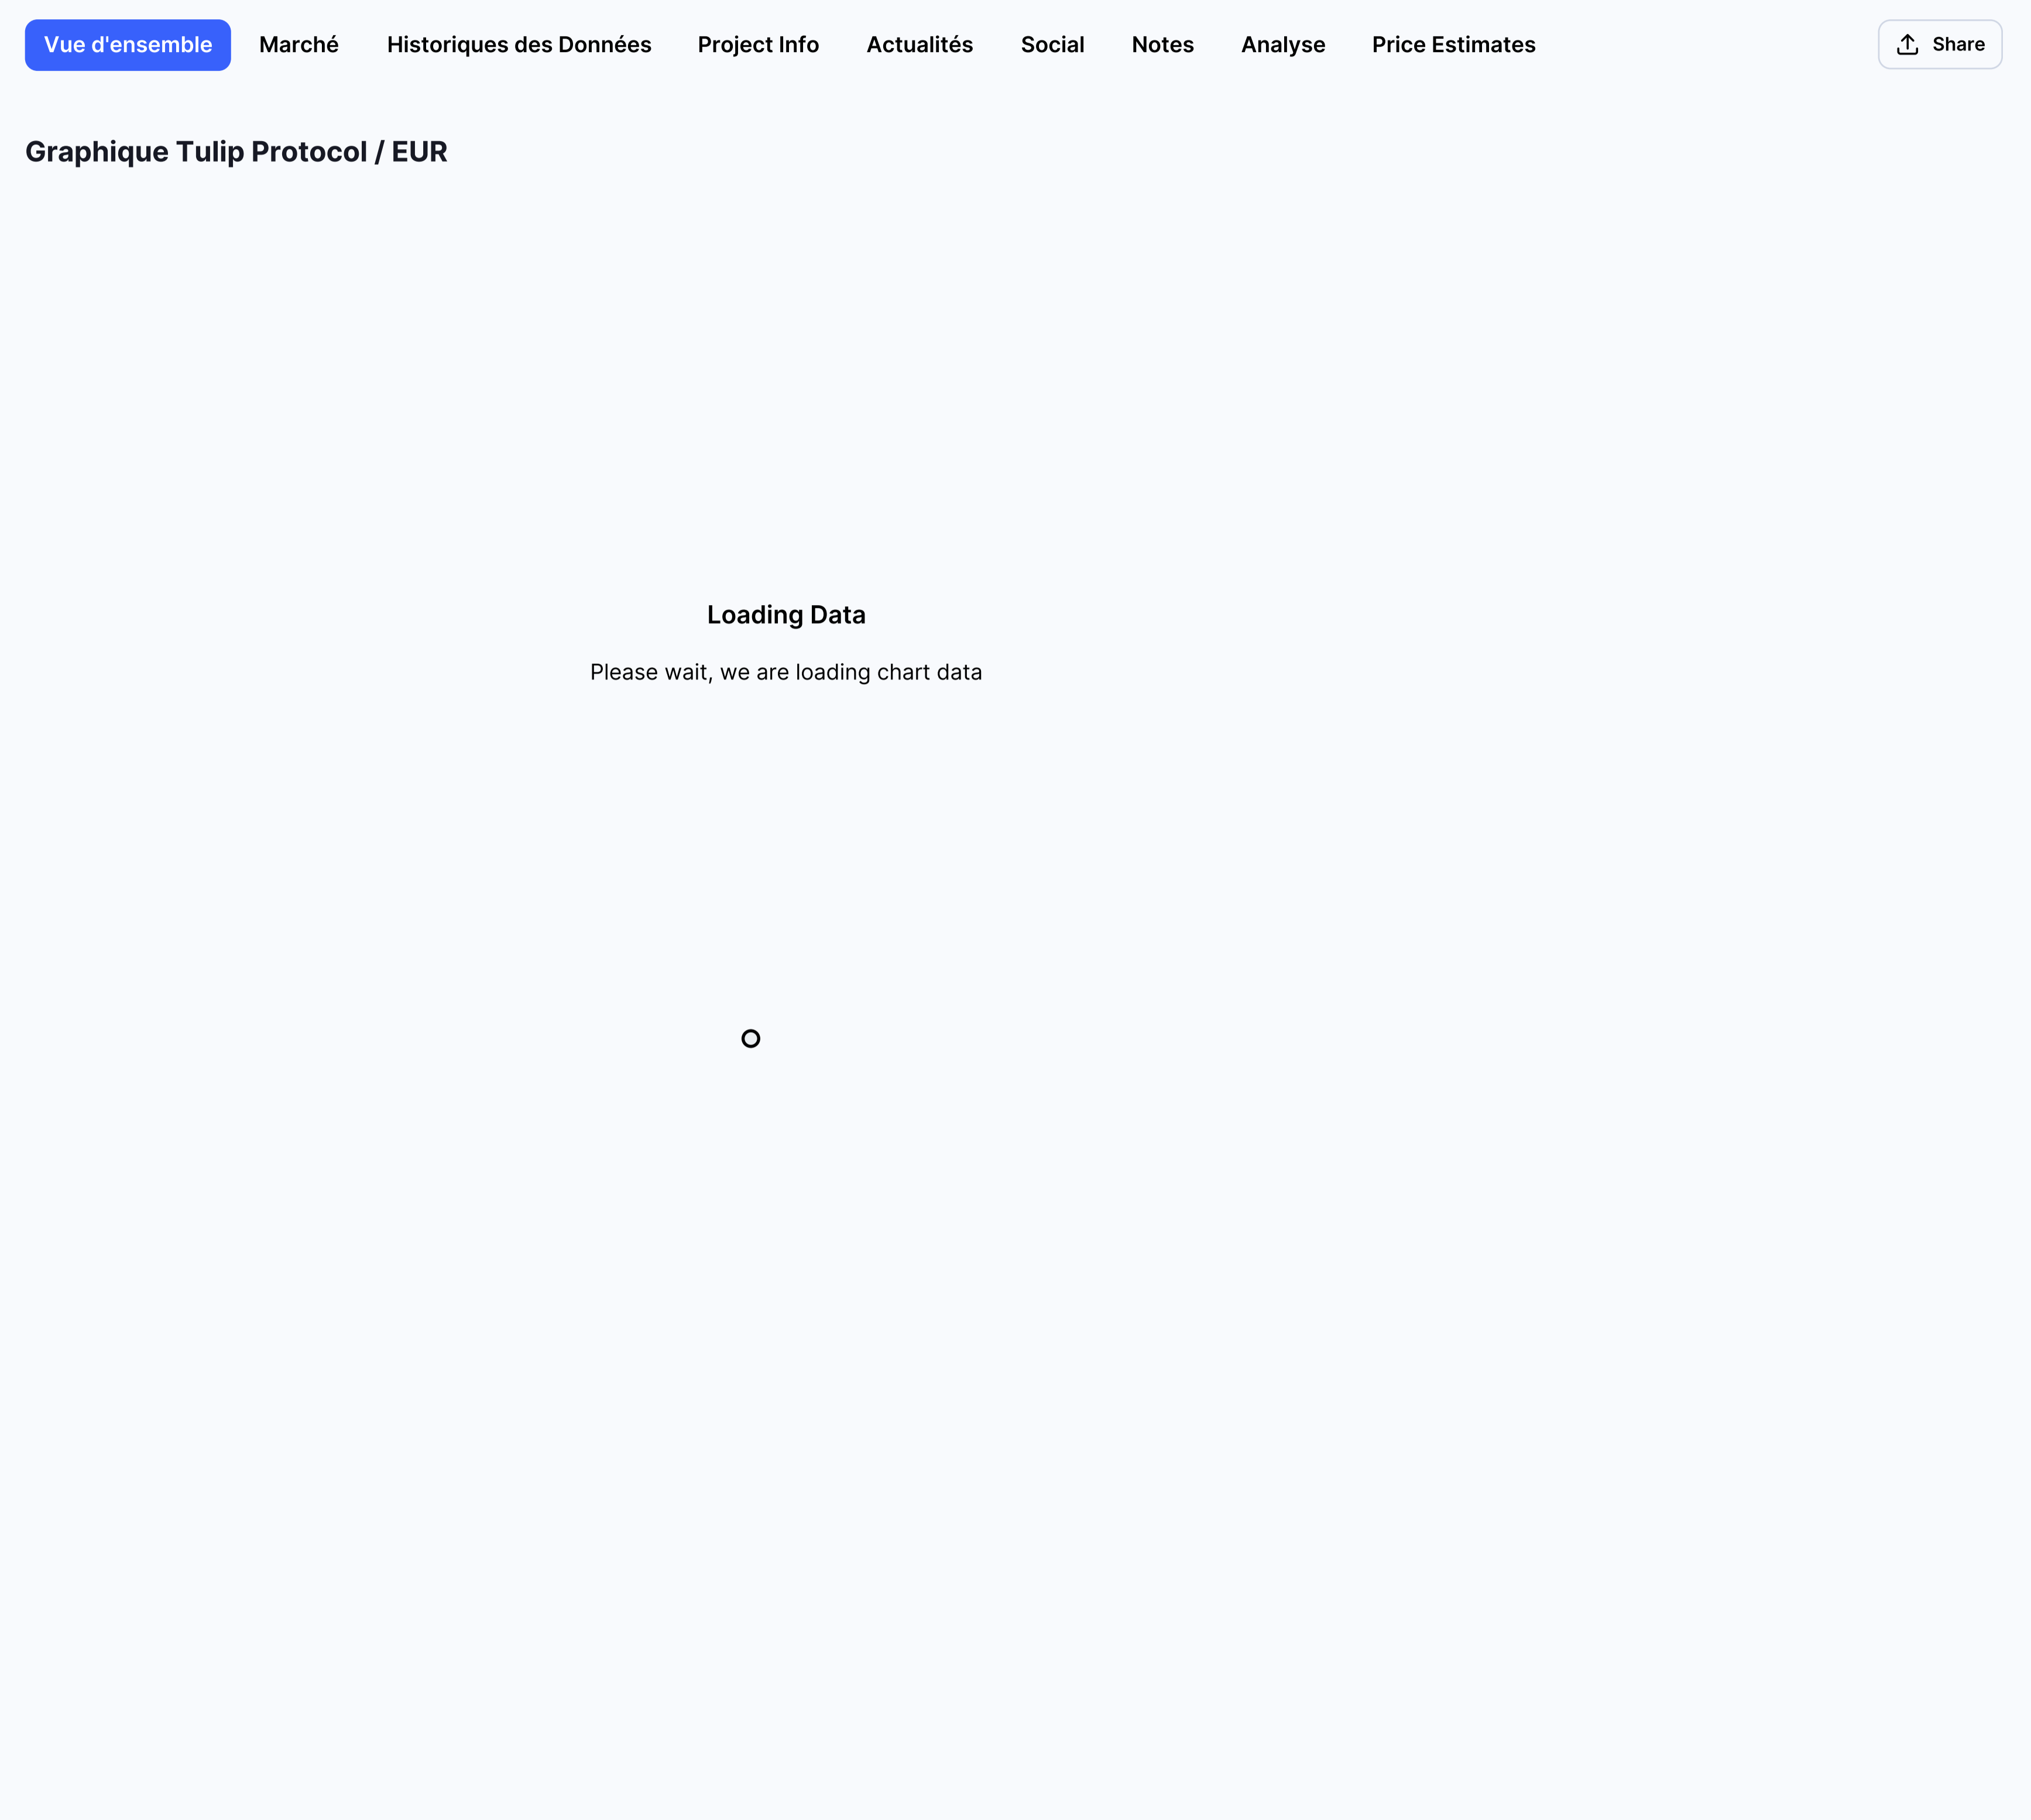 Vue d'ensemble Marché Historiques des Données Project Info Actualités Social Notes Analyse Price Estimates Share
Graphique Tulip Protocol / EUR
Loading Data
Please wait, we are loading chart data